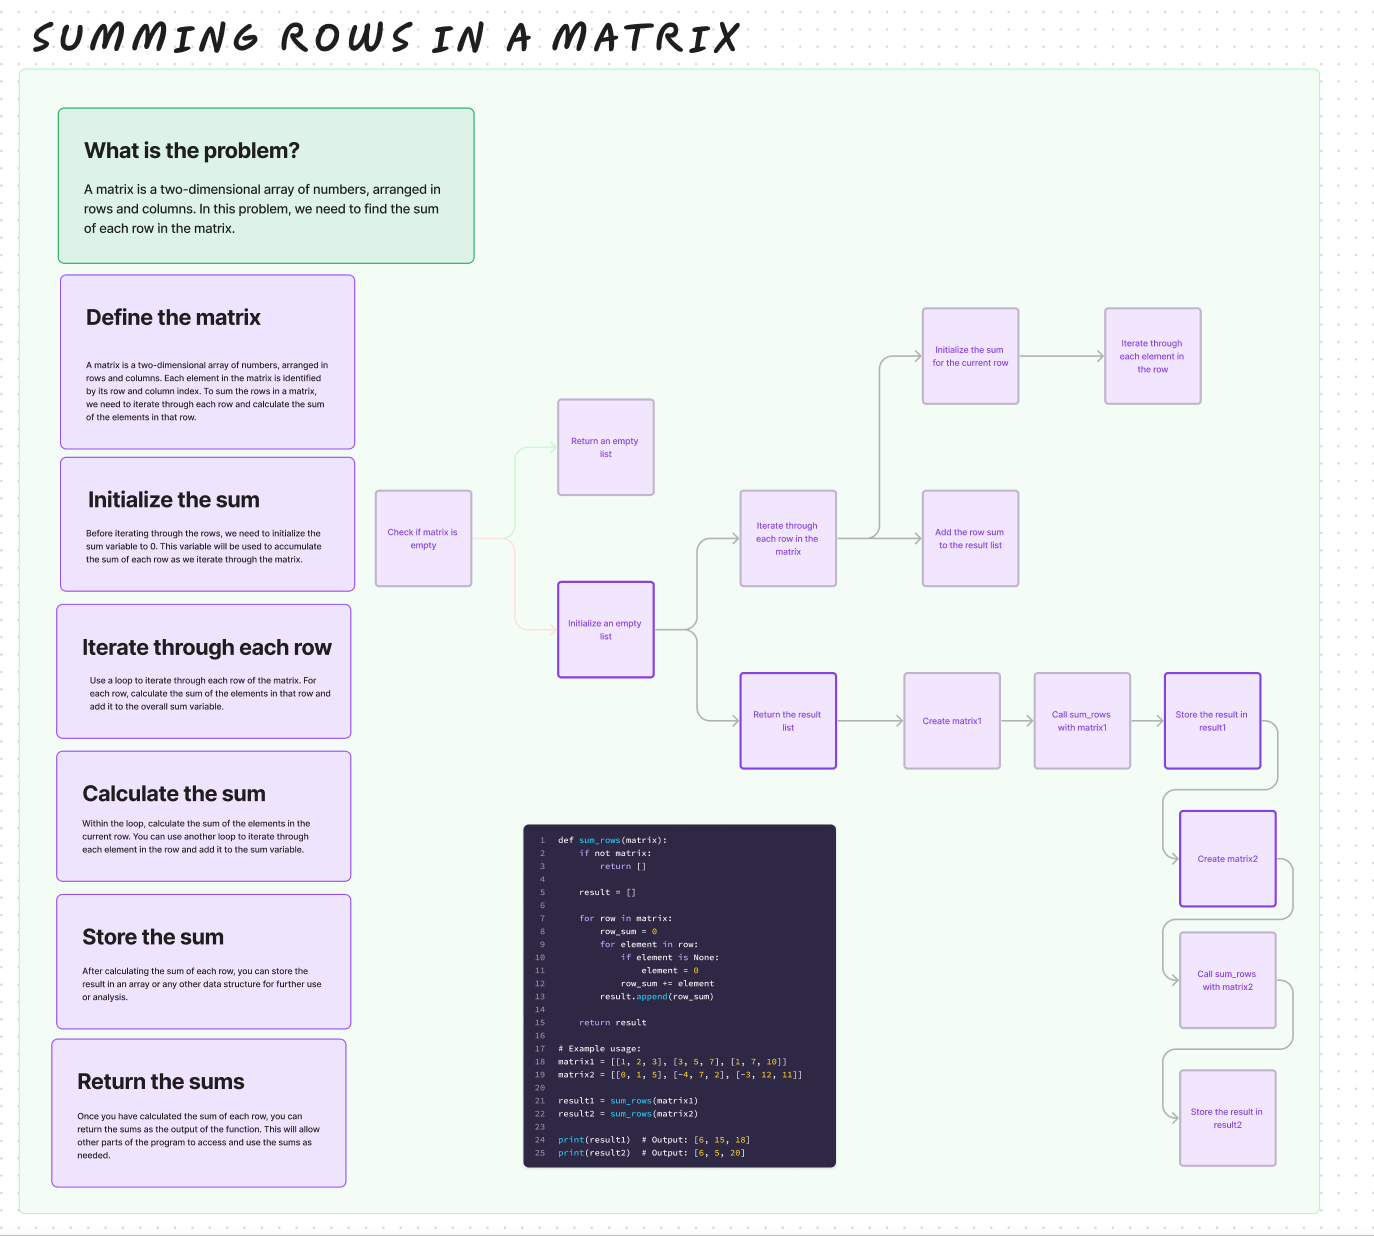 SUMMING ROWS IN A MATRIX
What is the problem?
A matrix is a two-dimensional array of numbers, arranged in
rows and columns. In this problem, we need to find the sum
of each row in the matrix.
Define the matrix
A matrix is a two-dimensional array of numbers, arranged in
rows and columns. Each element in the matrix is identified
by its row and column index. To sum the rows in a matrix,
we need to iterate through each row and calculate the sum
of the elements in that row.
Initialize the sum
Before iterating through the rows, we need to initialize the
sum variable to 0. This variable will be used to accumulate
the sum of each row as we iterate through the matrix.
Iterate through each row
Use a loop to iterate through each row of the matrix. For
each row, calculate the sum of the elements in that row and
add it to the overall sum variable.
Calculate the sum
Within the loop, calculate the sum of the elements in the
current row. You can use another loop to iterate through
each element in the row and add it to the sum variable.
Store the sum
After calculating the sum of each row, you can store the
result in an array or any other data structure for further use
or analysis.
Return the sums
Once you have calculated the sum of each row, you can
return the sums as the output of the function. This will allow
other parts of the program to access and use the sums as
needed.
Check if matrix is
empty
Return an empty
list
Initialize an empty
list
Iterate through
each row in the
matrix
Initialize the sum
for the current row
Iterate through
each element in
the row
Add the row sum
to the result list
Return the result
list
Create matrix1
Call sum_rows
with matrix1
Store the result in
result1
Create matrix2
Call sum_rows
with matrix2
Store the result in
result2
1 def sum_rows(matrix):
2     if not matrix:
3         return []
4
5     result = []
6
7     for row in matrix:
8         row_sum = 0
9         for element in row:
10             if element is None:
11                 element = 0
12             row_sum += element
13         result.append(row_sum)
14
15     return result
16
17 # Example usage:
18 matrix1 = [[1, 2, 3], [3, 5, 7], [1, 7, 10]]
19 matrix2 = [[0, 1, 5], [-4, 7, 2], [-3, 12, 11]]
20
21 result1 = sum_rows(matrix1)
22 result2 = sum_rows(matrix2)
23
24 print(result1)  # Output: [6, 15, 18]
25 print(result2)  # Output: [6, 5, 20]